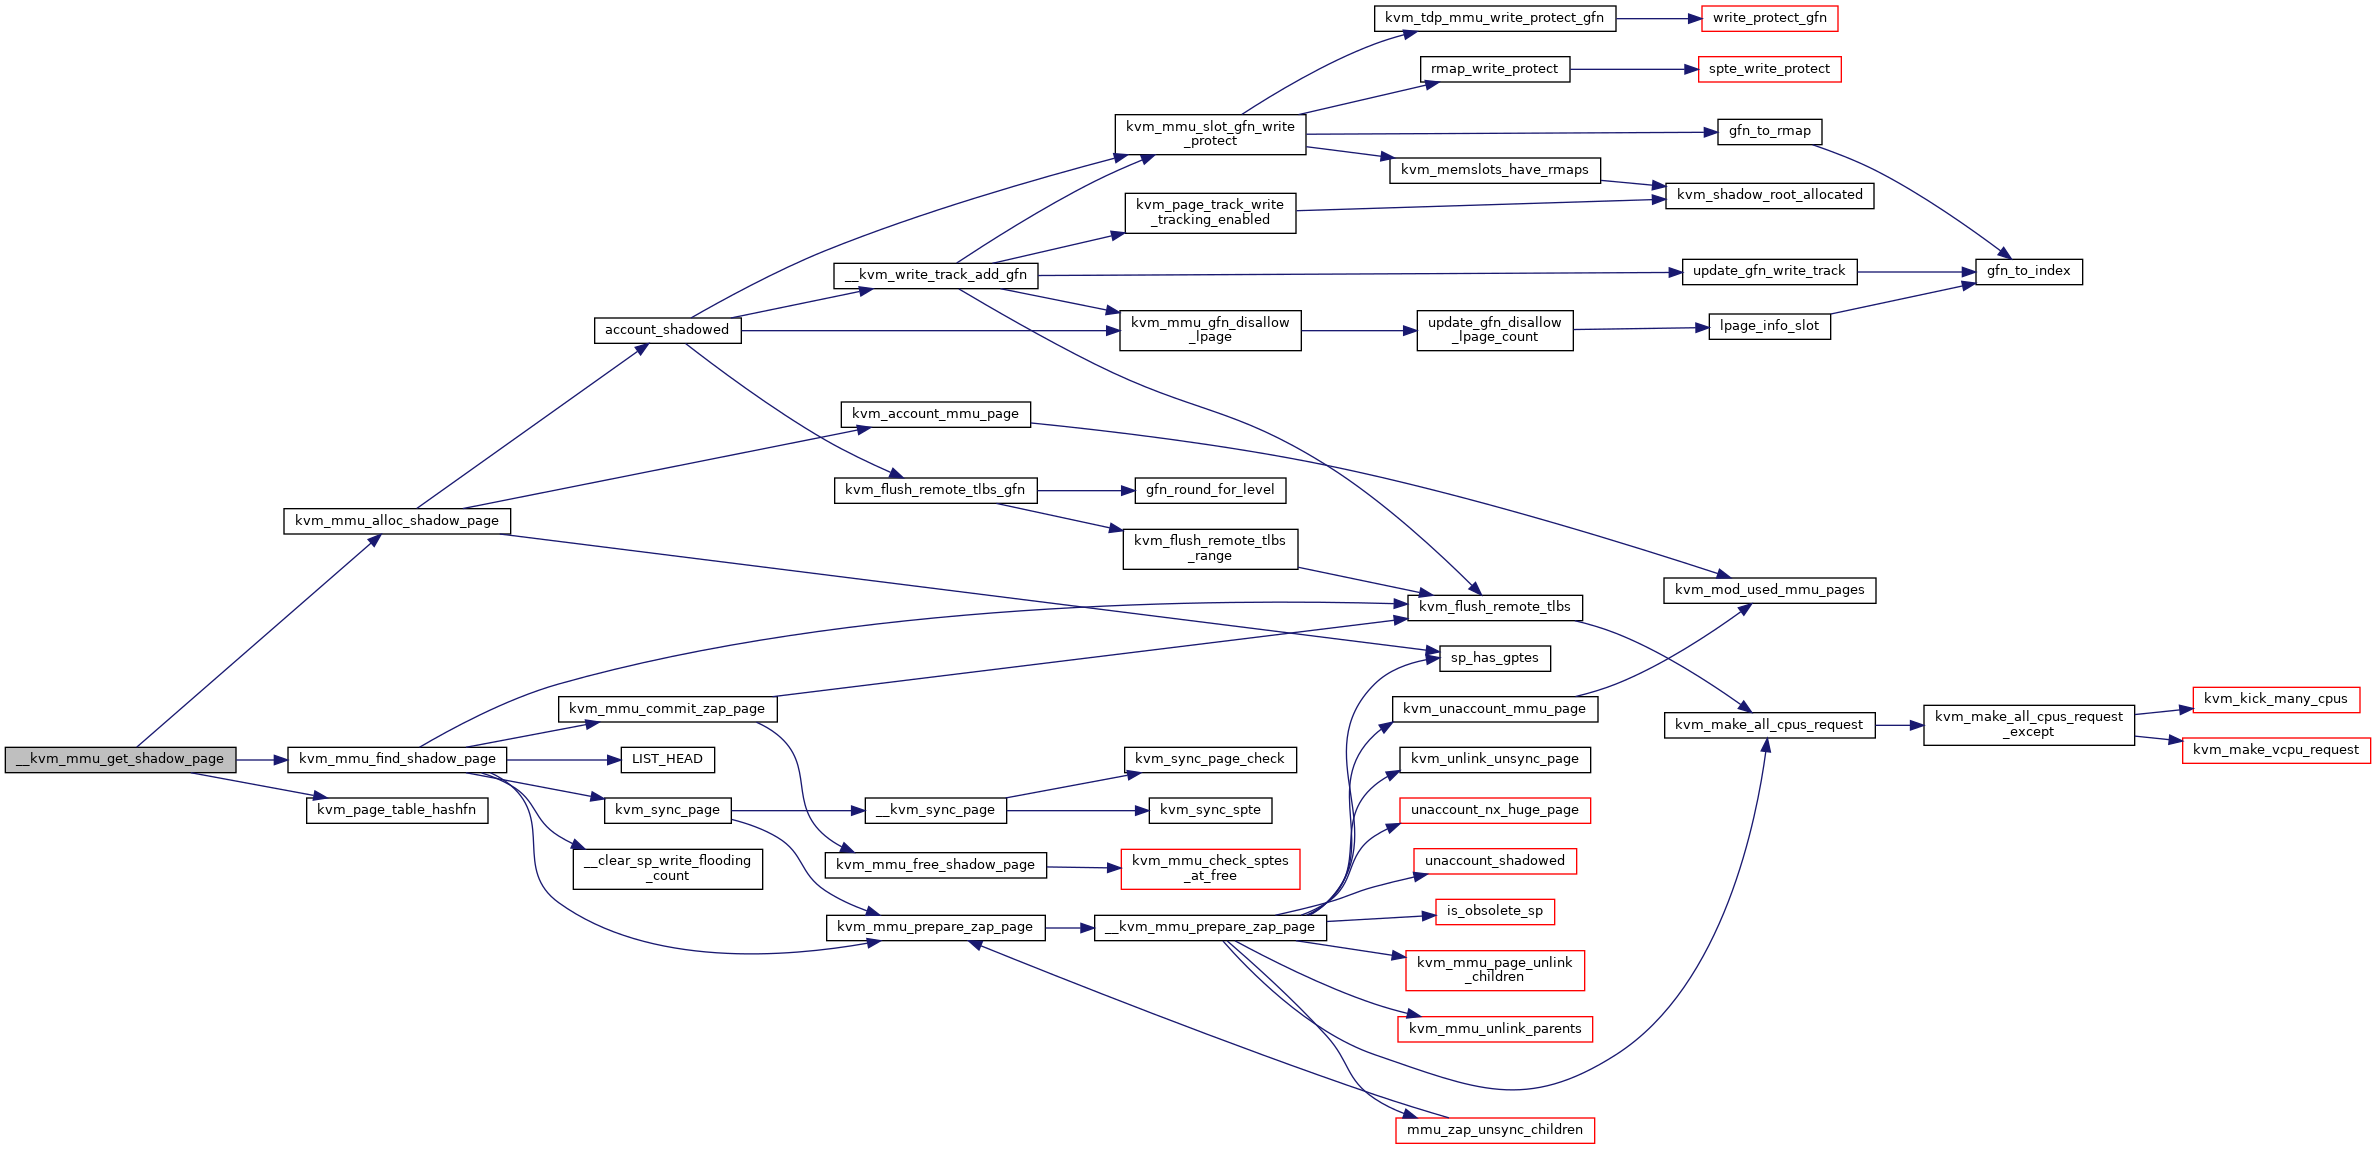 kvm_tdp_mmu_write_protect_gfn
write_protect_gfn
rmap_write_protect
spte_write_protect
kvm_mmu_slot_gfn_write
_protect
gfn_to_rmap
kvm_memslots_have_rmaps
kvm_shadow_root_allocated
kvm_page_track_write
_tracking_enabled
__kvm_write_track_add_gfn
update_gfn_write_track
gfn_to_index
account_shadowed
kvm_mmu_gfn_disallow
_lpage
update_gfn_disallow
_lpage_count
lpage_info_slot
kvm_account_mmu_page
kvm_flush_remote_tlbs_gfn
gfn_round_for_level
kvm_mmu_alloc_shadow_page
kvm_flush_remote_tlbs
_range
kvm_mod_used_mmu_pages
kvm_flush_remote_tlbs
sp_has_gptes
kvm_mmu_commit_zap_page
kvm_unaccount_mmu_page
kvm_make_all_cpus_request
kvm_make_all_cpus_request
_except
kvm_kick_many_cpus
kvm_make_vcpu_request
__kvm_mmu_get_shadow_page
kvm_mmu_find_shadow_page
LIST_HEAD
kvm_sync_page_check
kvm_unlink_unsync_page
kvm_page_table_hashfn
kvm_sync_page
__kvm_sync_page
kvm_sync_spte
unaccount_nx_huge_page
__clear_sp_write_flooding
_count
kvm_mmu_free_shadow_page
kvm_mmu_check_sptes
_at_free
unaccount_shadowed
is_obsolete_sp
kvm_mmu_prepare_zap_page
__kvm_mmu_prepare_zap_page
kvm_mmu_page_unlink
_children
kvm_mmu_unlink_parents
mmu_zap_unsync_children